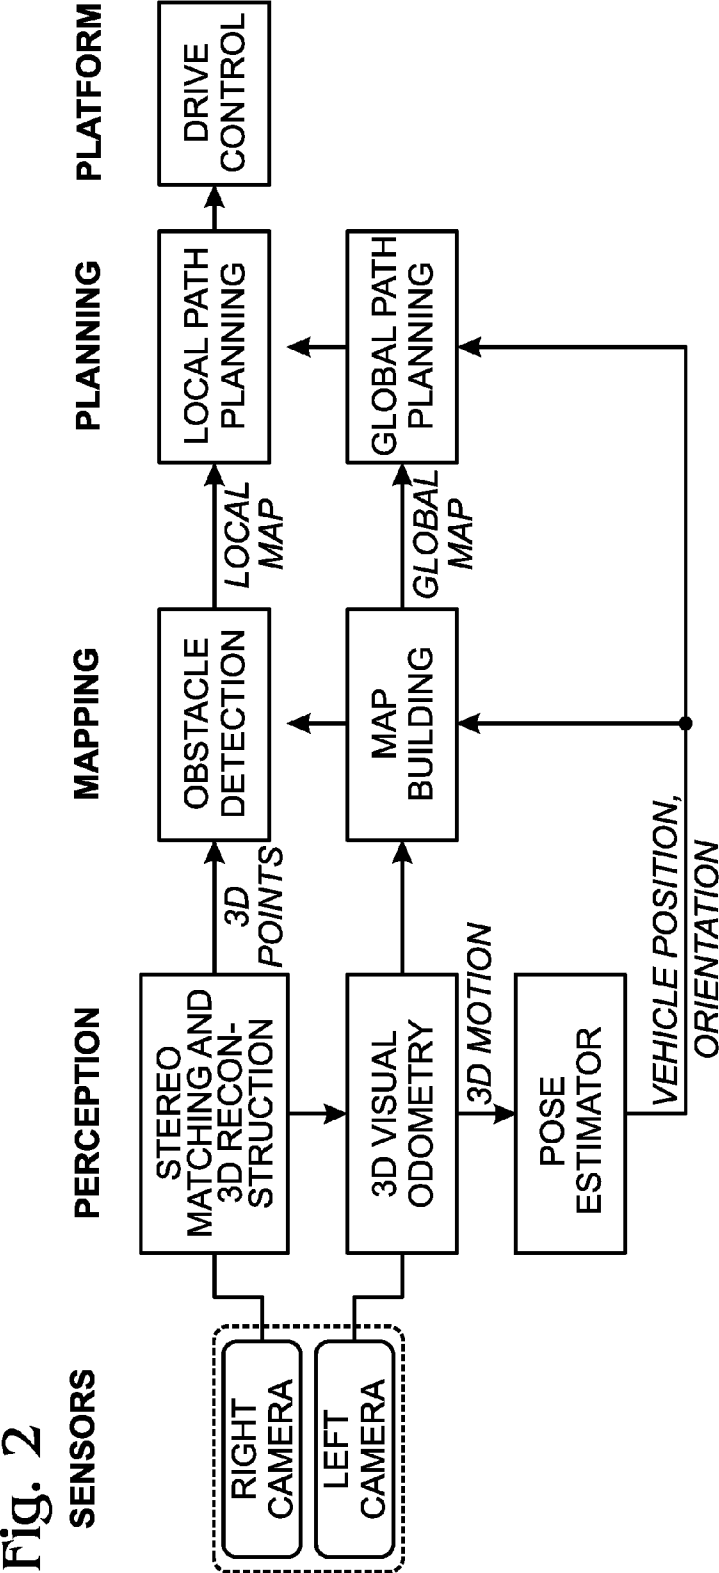 Fig. 2
SENSORS
PERCEPTION
MAPPING
PLANNING
PLATFORM
RIGHT
CAMERA
LEFT
CAMERA
STEREO
MATCHING AND
3D RECON-
STRUCTION
3D
POINTS
OBSTACLE
DETECTION
LOCAL
MAP
LOCAL PATH
PLANNING
DRIVE
CONTROL
3D VISUAL
ODOMETRY
MAP
BUILDING
GLOBAL
MAP
GLOBAL PATH
PLANNING
3D MOTION
POSE
ESTIMATOR
VEHICLE POSITION,
ORIENTATION